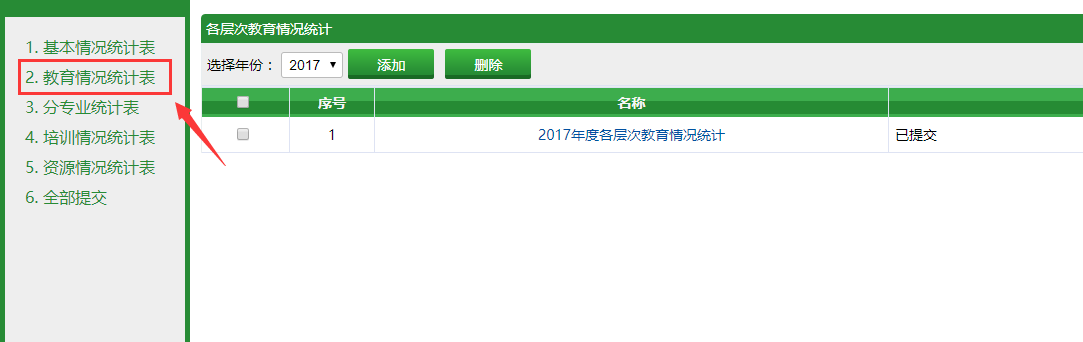 1. 基本情况统计表
2. 教育情况统计表
3. 分专业统计表
4. 培训情况统计表
5. 资源情况统计表
6. 全部提交
各层次教育情况统计
选择年份： 2017 添加 删除
序号 名称
1 2017年度各层次教育情况统计 已提交